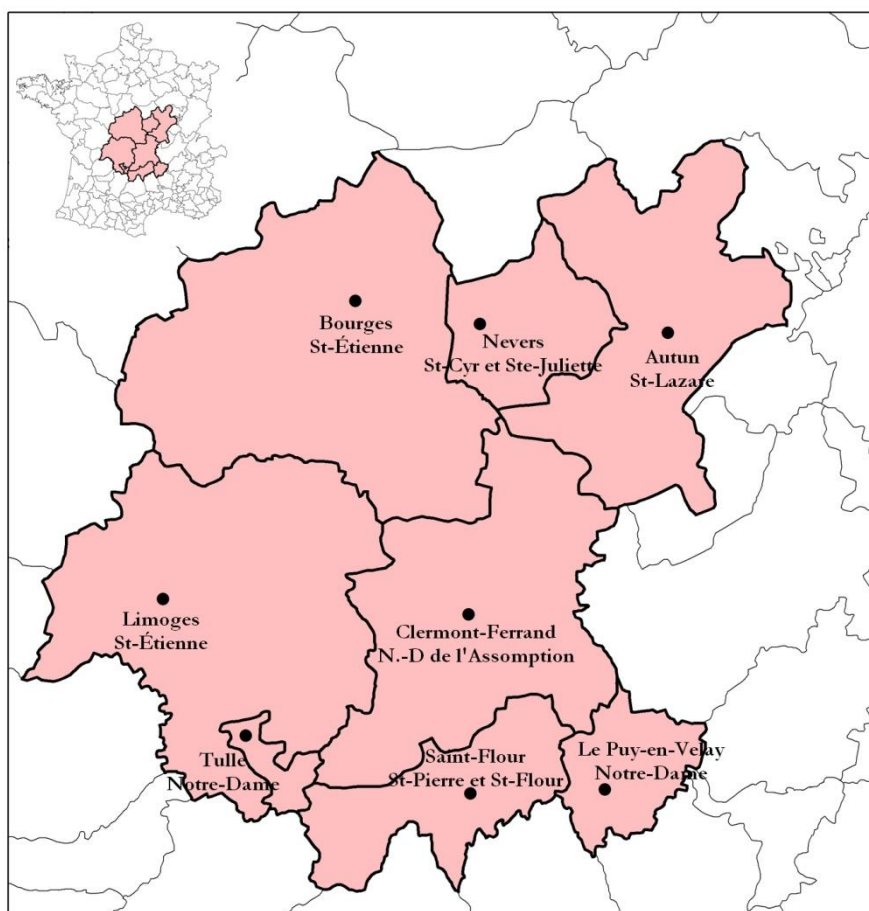 Bourges
St-Étienne
Nevers
St-Cyr et Ste-Juliette
Autun
St-Lazare
Limoges
St-Étienne
Clermont-Ferrand
N.-D de l'Assomption
Tulle
Notre-Dame
Saint-Flour
St-Pierre et St-Flour
Le Puy-en-Velay
Notre-Dame